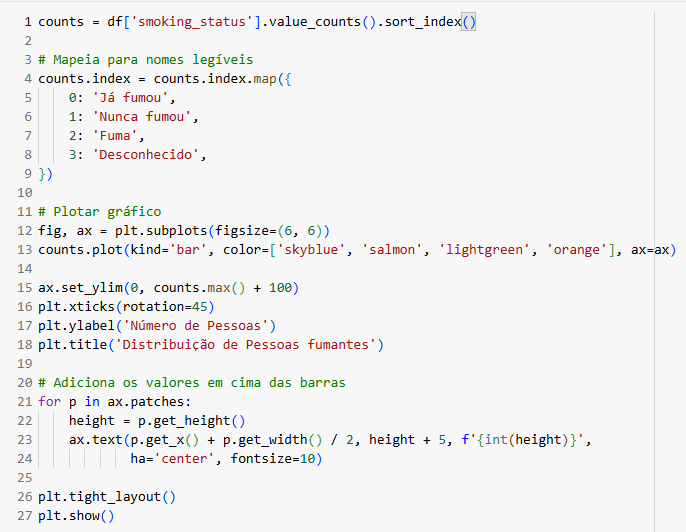 1 counts = df['smoking_status'].value_counts().sort_index()
2
3 # Mapeia para nomes legíveis
4 counts.index = counts.index.map({
5     0: 'Já fumou',
6     1: 'Nunca fumou',
7     2: 'Fuma',
8     3: 'Desconhecido',
9 })
10
11 # Plotar gráfico
12 fig, ax = plt.subplots(figsize=(6, 6))
13 counts.plot(kind='bar', color=['skyblue', 'salmon', 'lightgreen', 'orange'], ax=ax)
14
15 ax.set_ylim(0, counts.max() + 100)
16 plt.xticks(rotation=45)
17 plt.ylabel('Número de Pessoas')
18 plt.title('Distribuição de Pessoas fumantes')
19
20 # Adiciona os valores em cima das barras
21 for p in ax.patches:
22     height = p.get_height()
23     ax.text(p.get_x() + p.get_width() / 2, height + 5, f'{int(height)}',
24             ha='center', fontsize=10)
25
26 plt.tight_layout()
27 plt.show()